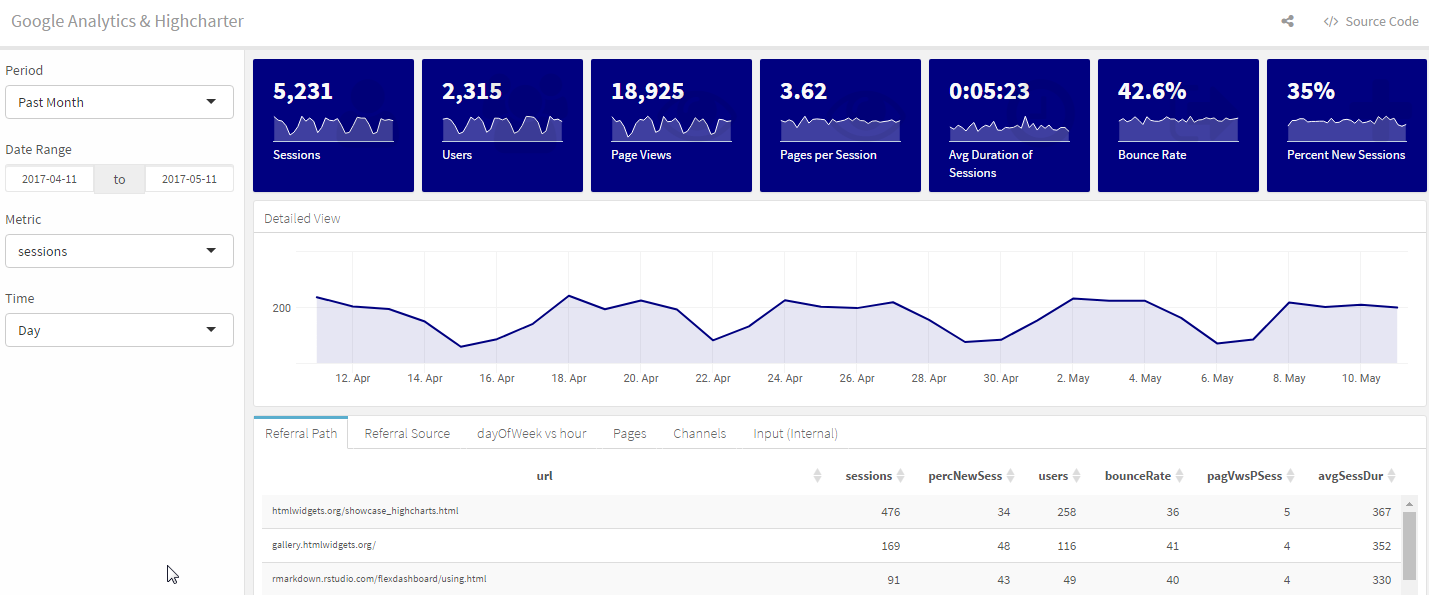 Google Analytics & Highcharter
</> Source Code
Period
Past Month
Date Range
2017-04-11 to 2017-05-11
Metric
sessions
Time
Day
5,231
Sessions
2,315
Users
18,925
Page Views
3.62
Pages per Session
0:05:23
Avg Duration of
Sessions
42.6%
Bounce Rate
35%
Percent New Sessions
Detailed View
200
12. Apr 14. Apr 16. Apr 18. Apr 20. Apr 22. Apr 24. Apr 26. Apr 28. Apr 30. Apr 2. May 4. May 6. May 8. May 10. May
Referral Path Referral Source dayOfWeek vs hour Pages Channels Input (Internal)
url sessions percNewSess users bounceRate pagVwsPSess avgSessDur
htmlwidgets.org/showcase_highcharts.html 476 34 258 36 5 367
gallery.htmlwidgets.org/ 169 48 116 41 4 352
rmarkdown.rstudio.com/flexdashboard/using.html 91 43 49 40 4 330